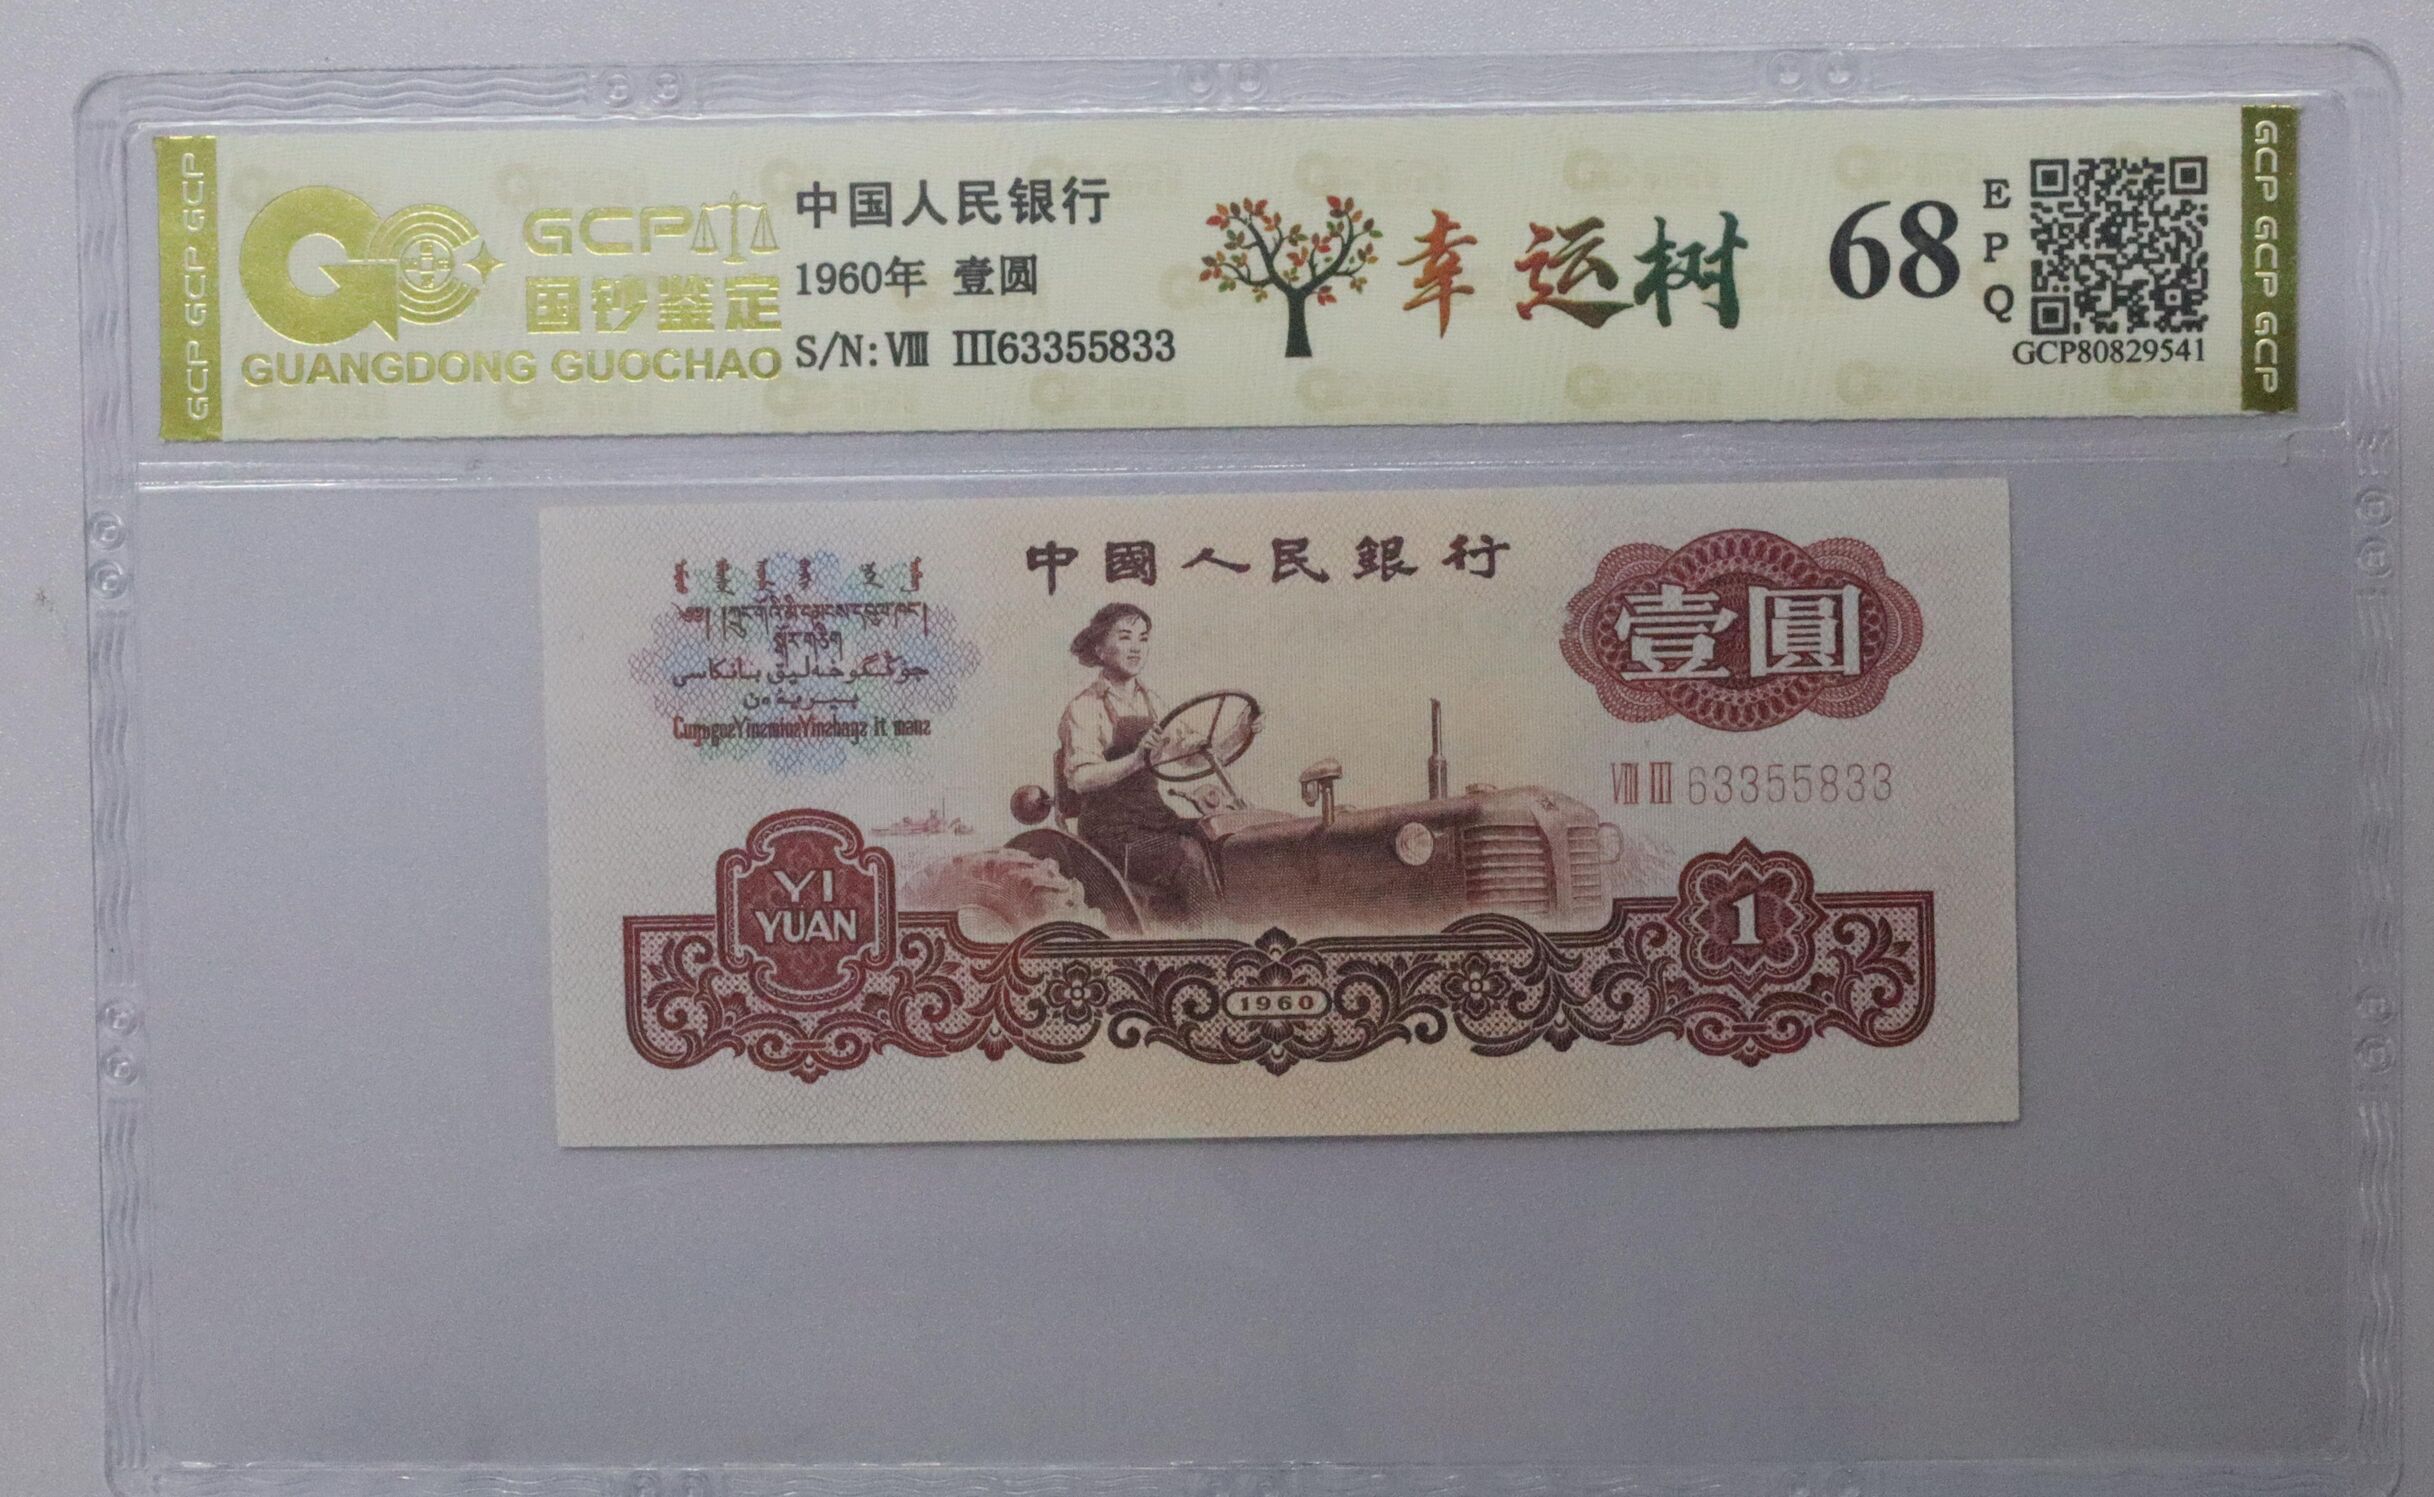 GCP GCP GCP
GCP
国钞鉴定
GUANGDONG GUOCHAO
中国人民银行
1960年 壹圆
S/N: Ⅷ Ⅲ63355833
幸运树
68
EPQ
GCP80829541
GCP GCP GCP
中國人民銀行
壹圓
Ⅷ Ⅲ 63355833
YI
YUAN
1960
1